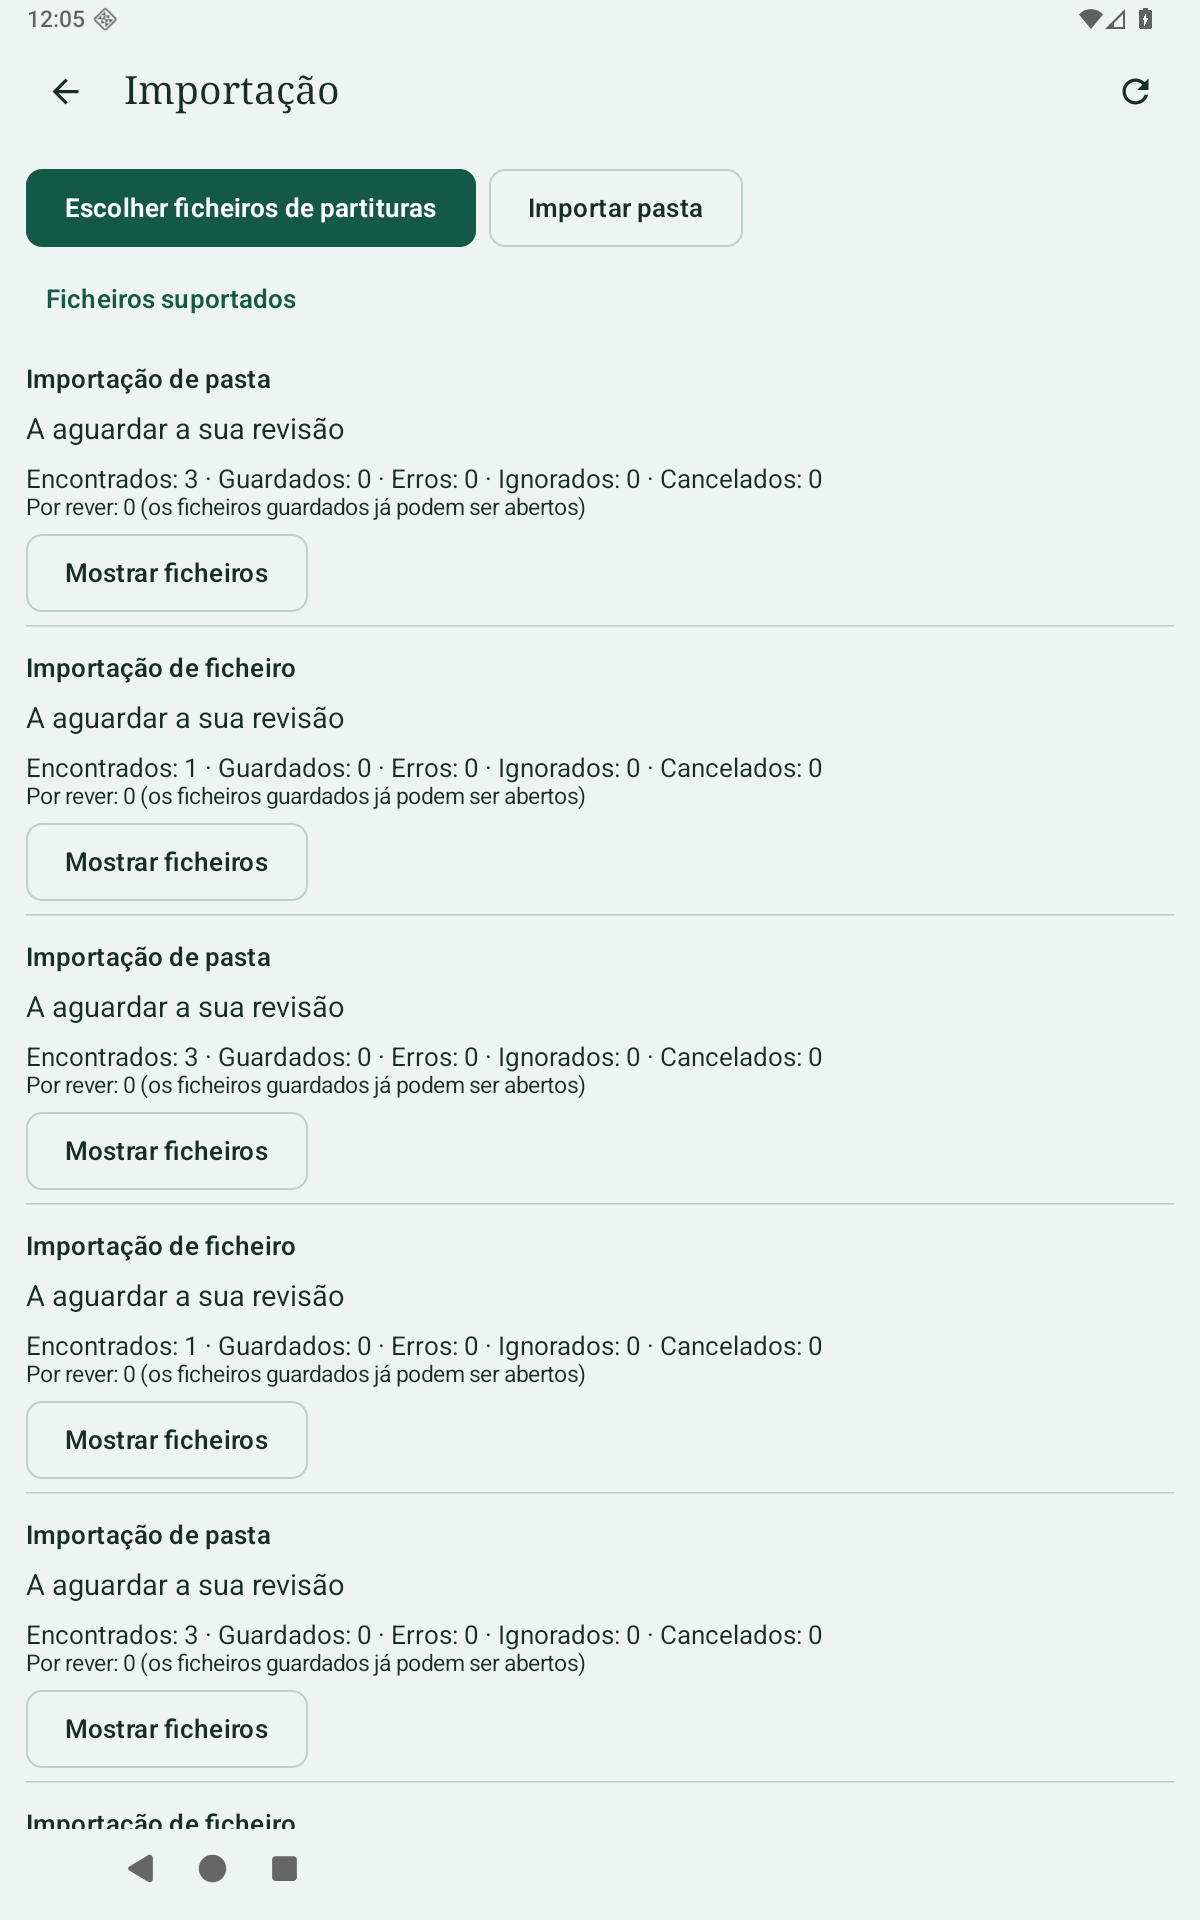 12:05
Importação
Escolher ficheiros de partituras
Importar pasta
Ficheiros suportados
Importação de pasta
A aguardar a sua revisão
Encontrados: 3 · Guardados: 0 · Erros: 0 · Ignorados: 0 · Cancelados: 0
Por rever: 0 (os ficheiros guardados já podem ser abertos)
Mostrar ficheiros
Importação de ficheiro
A aguardar a sua revisão
Encontrados: 1 · Guardados: 0 · Erros: 0 · Ignorados: 0 · Cancelados: 0
Por rever: 0 (os ficheiros guardados já podem ser abertos)
Mostrar ficheiros
Importação de pasta
A aguardar a sua revisão
Encontrados: 3 · Guardados: 0 · Erros: 0 · Ignorados: 0 · Cancelados: 0
Por rever: 0 (os ficheiros guardados já podem ser abertos)
Mostrar ficheiros
Importação de ficheiro
A aguardar a sua revisão
Encontrados: 1 · Guardados: 0 · Erros: 0 · Ignorados: 0 · Cancelados: 0
Por rever: 0 (os ficheiros guardados já podem ser abertos)
Mostrar ficheiros
Importação de pasta
A aguardar a sua revisão
Encontrados: 3 · Guardados: 0 · Erros: 0 · Ignorados: 0 · Cancelados: 0
Por rever: 0 (os ficheiros guardados já podem ser abertos)
Mostrar ficheiros
Importação de ficheiro